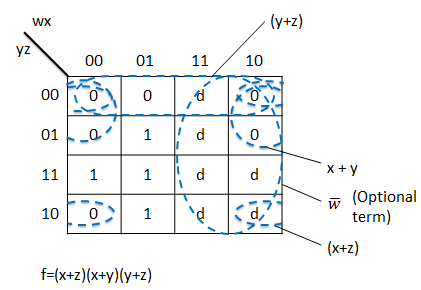 wx
(y+z)
yz
00 01 11 10
00 0 0 d 0
01 0 1 d 0
11 1 1 d d
x + y
w̅ (Optional
term)
10 0 1 d d
(x+z)
f=(x+z)(x+y)(y+z)